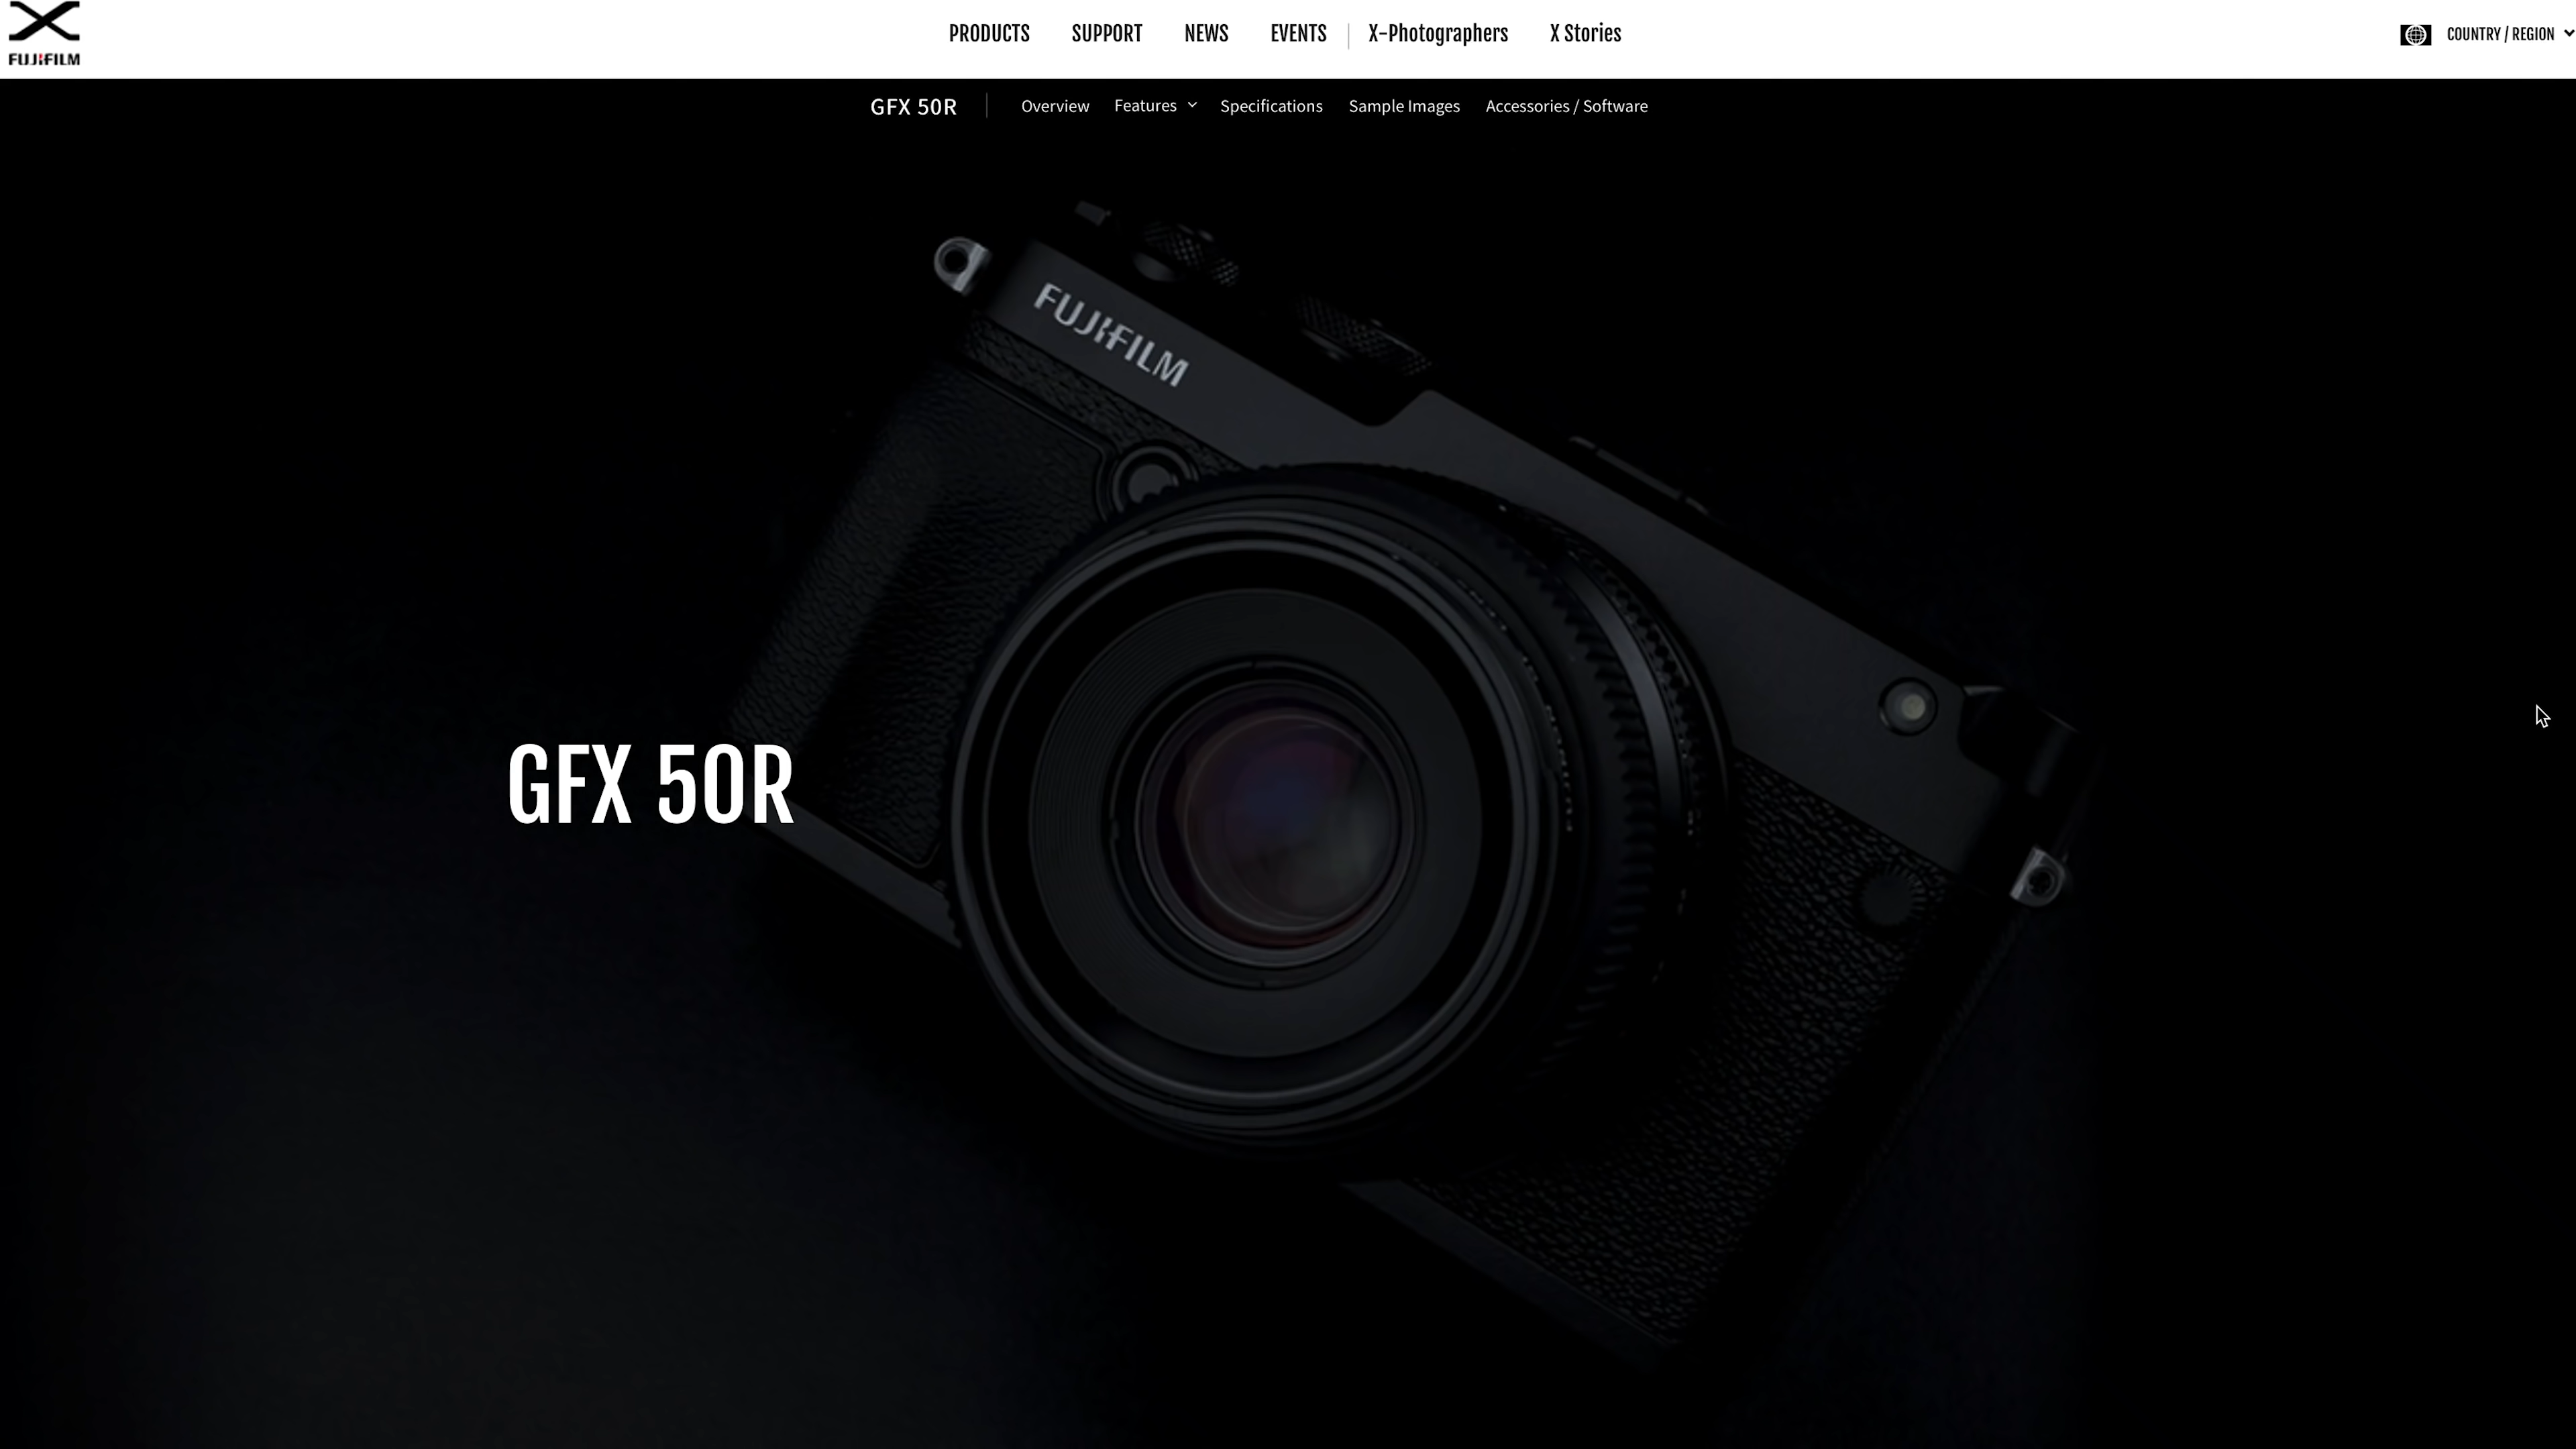 FUJIFILM
PRODUCTS SUPPORT NEWS EVENTS X-Photographers X Stories
COUNTRY / REGION
GFX 50R Overview Features Specifications Sample Images Accessories / Software
FUJIFILM
GFX 50R